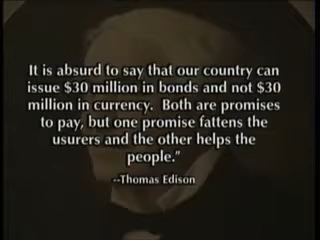 It is absurd to say that our country can
issue $30 million in bonds and not $30
million in currency.  Both are promises
to pay, but one promise fattens the
usurers and the other helps the
people.”
--Thomas Edison